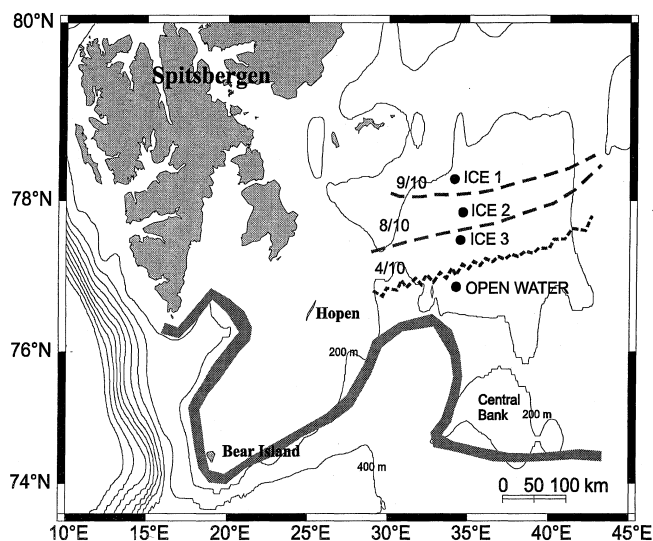 80°N
Spitsbergen
9/10
ICE 1
78°N
ICE 2
8/10
ICE 3
4/10
OPEN WATER
Hopen
76°N
200 m
Central
Bank
200 m
Bear Island
400 m
74°N
0 50 100 km
10°E 15°E 20°E 25°E 30°E 35°E 40°E 45°E